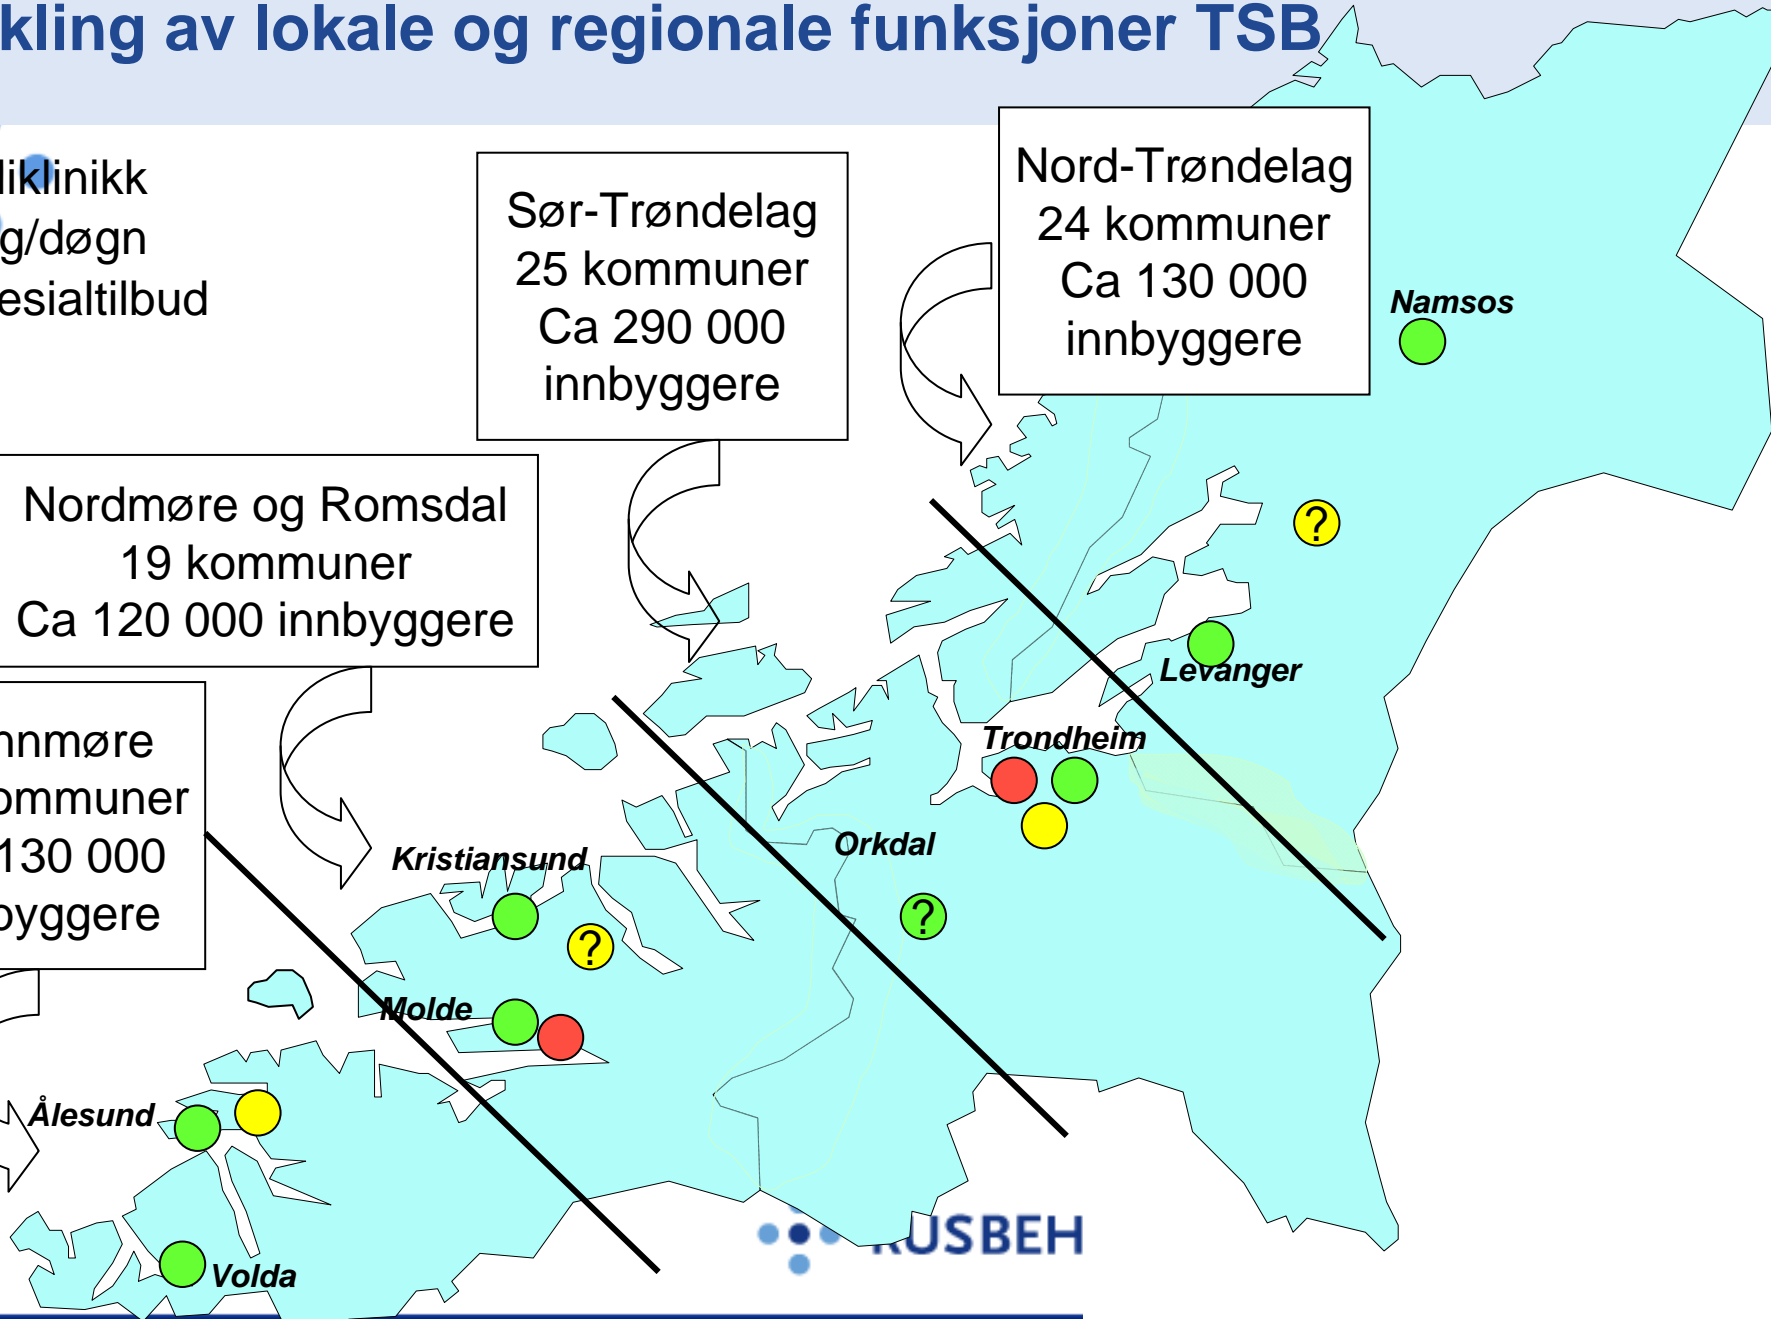 kling av lokale og regionale funksjoner TSB
liklinikk
g/døgn
esialtilbud
Sør-Trøndelag
25 kommuner
Ca 290 000
innbyggere
Nord-Trøndelag
24 kommuner
Ca 130 000
innbyggere
Namsos
Nordmøre og Romsdal
19 kommuner
Ca 120 000 innbyggere
?
Levanger
nnmøre
ommuner
130 000
byggere
Trondheim
Kristiansund
Orkdal
?
?
Molde
Ålesund
Volda
RUSBEH